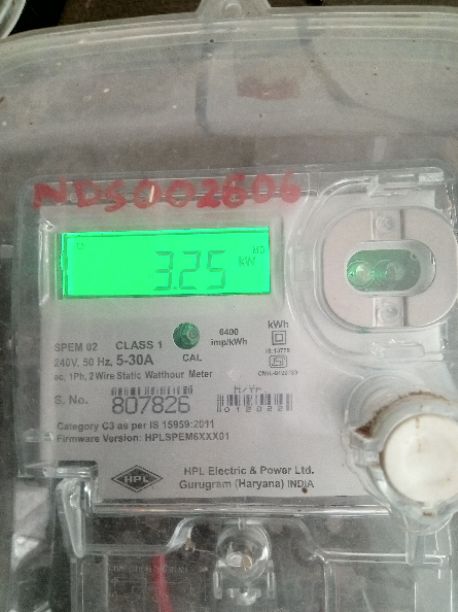 NDS002606
MD
3.25 kW
SPEM 02 CLASS 1
240V, 50 Hz, 5-30A
CAL
6400
imp/kWh
kWh
ac, 1Ph, 2 Wire Static Watthour Meter
S. No. 807826
012022
Category C3 as per IS 15959:2011
Firmware Version: HPLSPEM6XXX01
HPL
HPL Electric & Power Ltd.
Gurugram (Haryana) INDIA